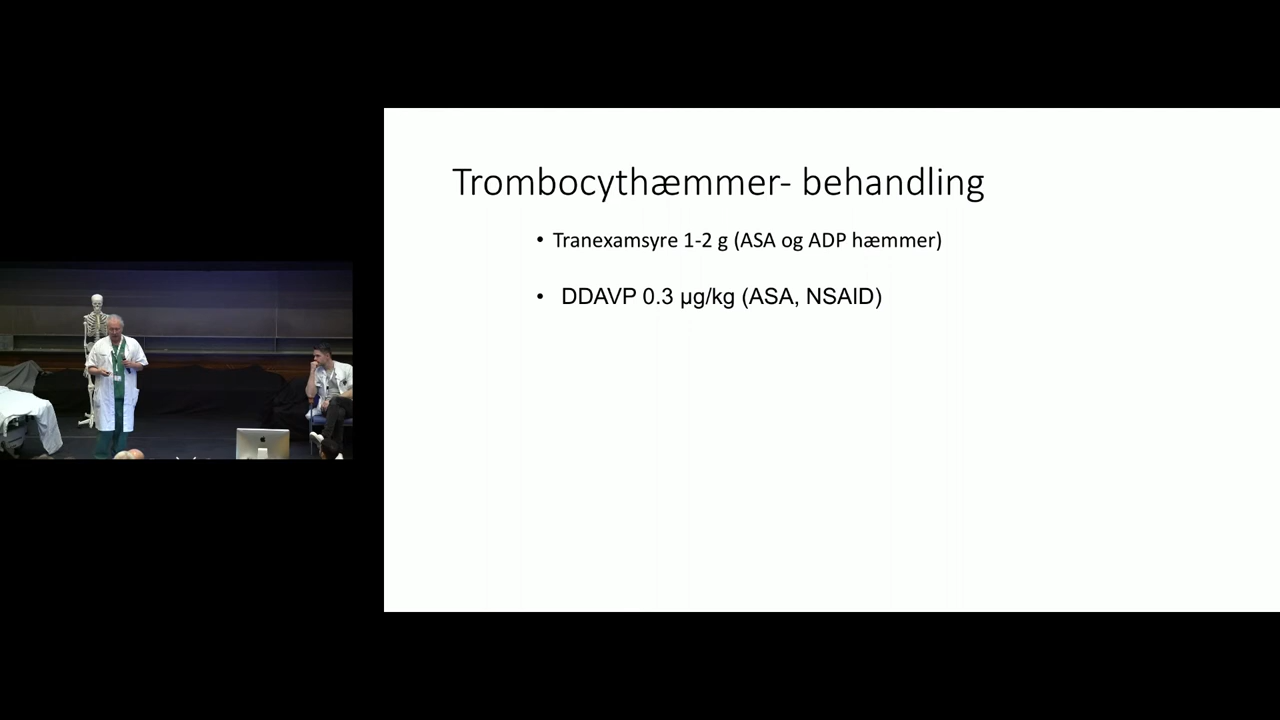 Trombocythæmmer- behandling
• Tranexamsyre 1-2 g (ASA og ADP hæmmer)
• DDAVP 0.3 µg/kg (ASA, NSAID)